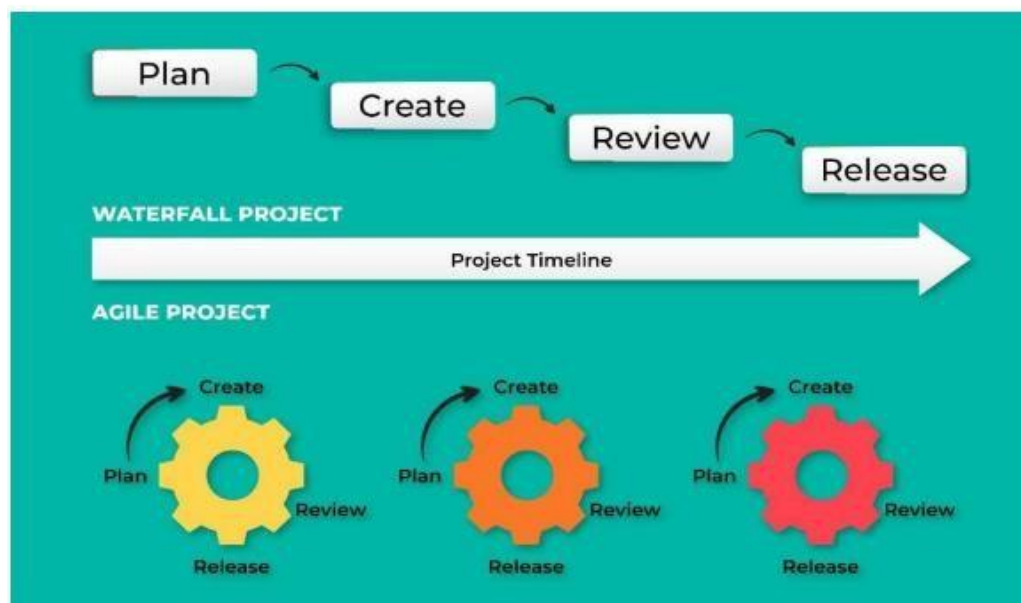 Plan
Create
Review
Release
WATERFALL PROJECT
Project Timeline
AGILE PROJECT
Create
Plan
Review
Release
Create
Plan
Review
Release
Create
Plan
Review
Release